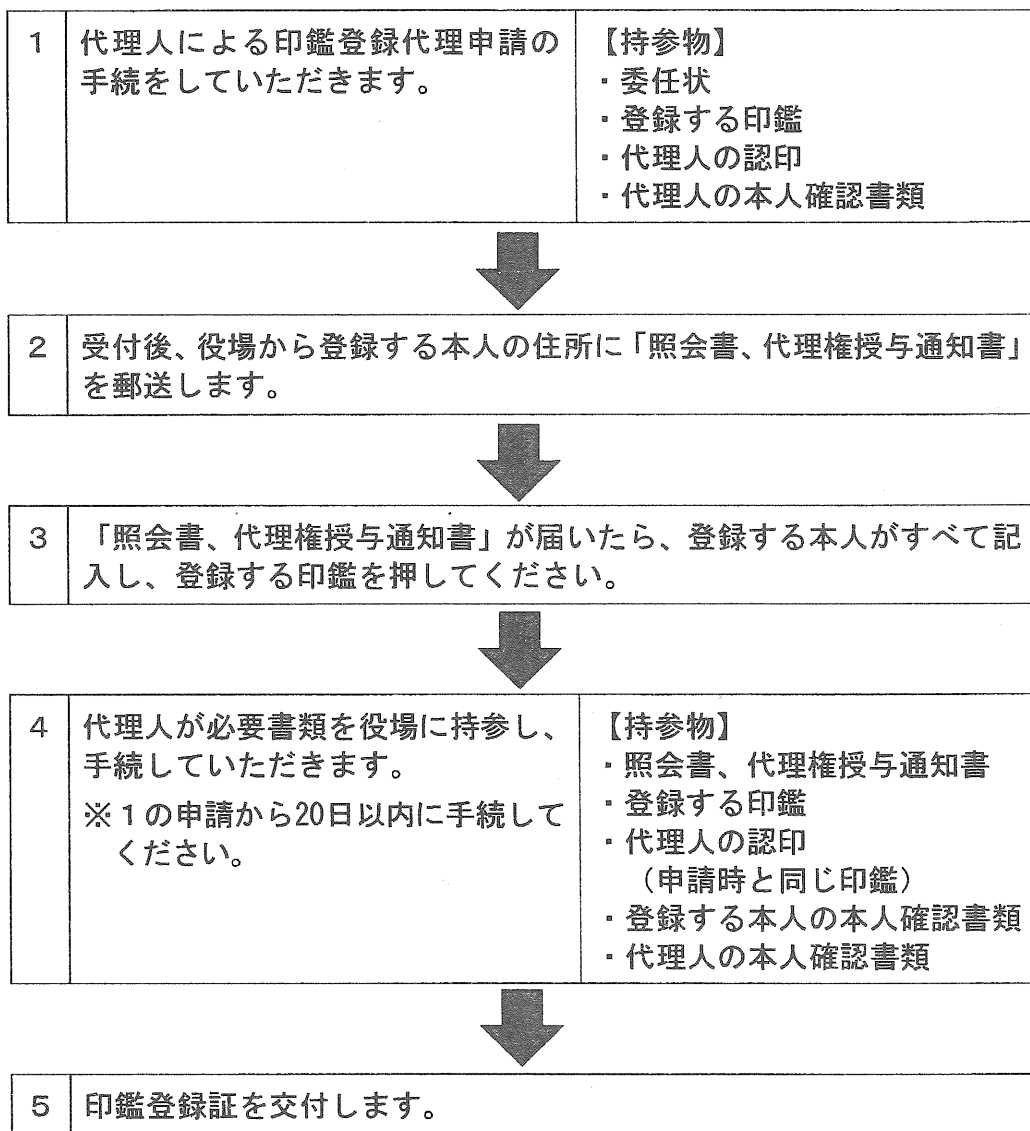 1
代理人による印鑑登録代理申請の
手続をしていただきます。
【持参物】
・委任状
・登録する印鑑
・代理人の認印
・代理人の本人確認書類
2
受付後、役場から登録する本人の住所に「照会書、代理権授与通知書」
を郵送します。
3
「照会書、代理権授与通知書」が届いたら、登録する本人がすべて記
入し、登録する印鑑を押してください。
4
代理人が必要書類を役場に持参し、
手続していただきます。
※1の申請から20日以内に手続して
ください。
【持参物】
・照会書、代理権授与通知書
・登録する印鑑
・代理人の認印
(申請時と同じ印鑑)
・登録する本人の本人確認書類
・代理人の本人確認書類
5
印鑑登録証を交付します。